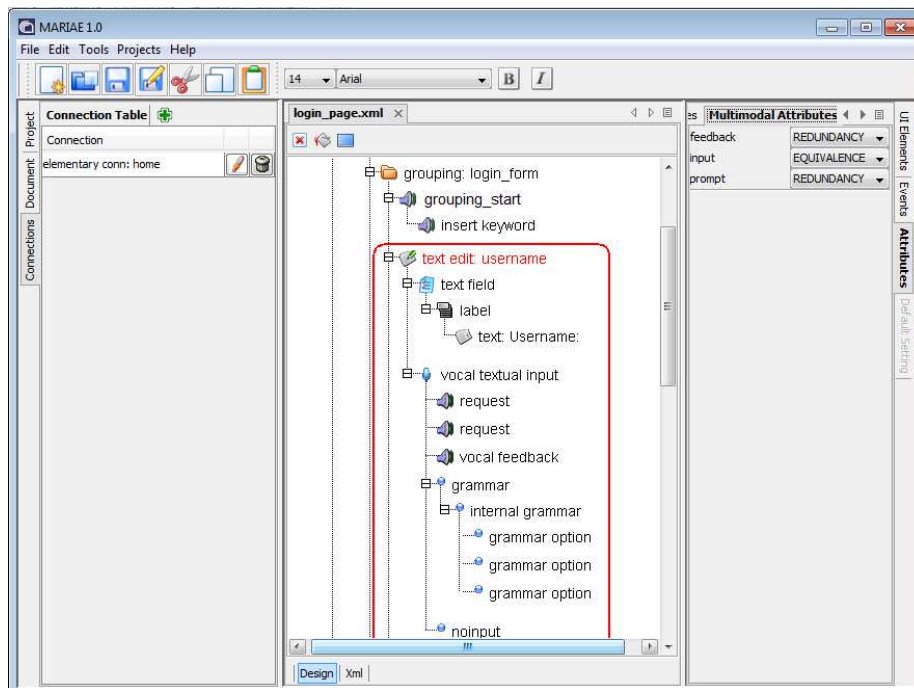 MARIAE 1.0
File Edit Tools Projects Help
14 Arial B I
Project
Document
Connections
Connection Table
Connection
elementary conn: home
login_page.xml
grouping: login_form
grouping_start
insert keyword
text edit: username
text field
label
text: Username:
vocal textual input
request
request
vocal feedback
grammar
internal grammar
grammar option
grammar option
grammar option
noinput
Design Xml
es Multimodal Attributes
feedback REDUNDANCY
input EQUIVALENCE
prompt REDUNDANCY
UI Elements
Events
Attributes
Default Setting